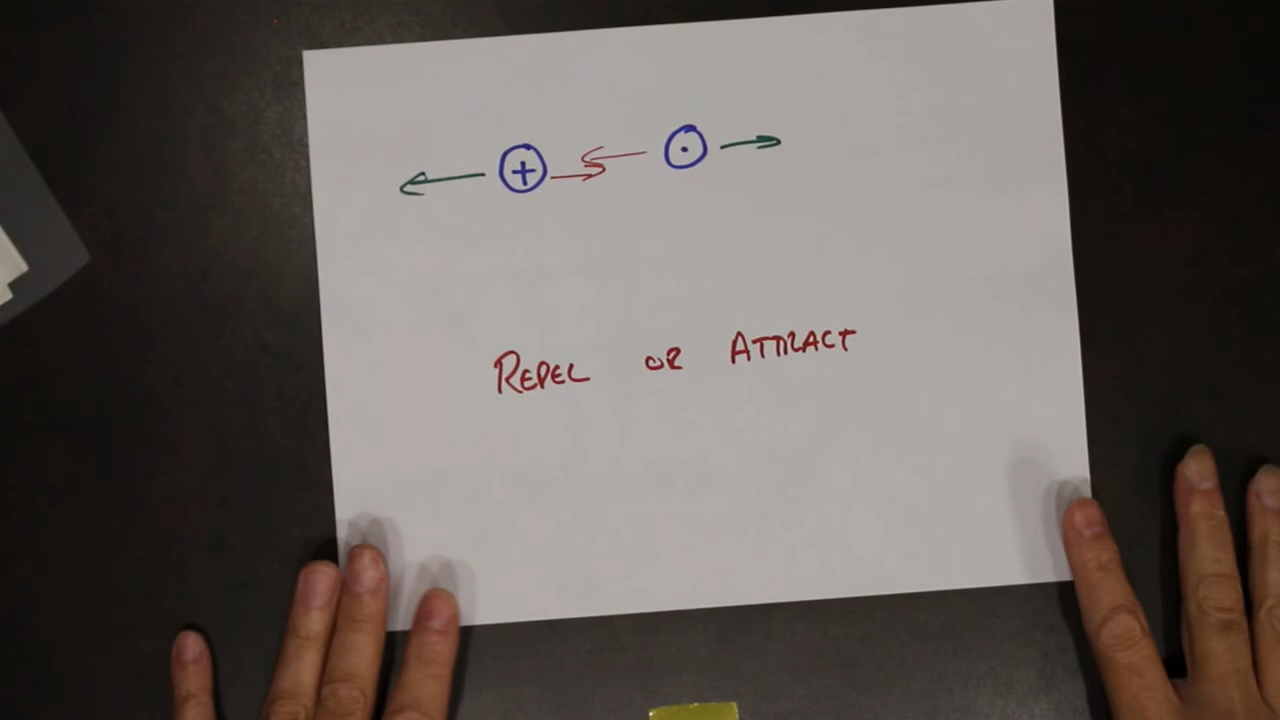 + ·
REPEL OR ATTRACT